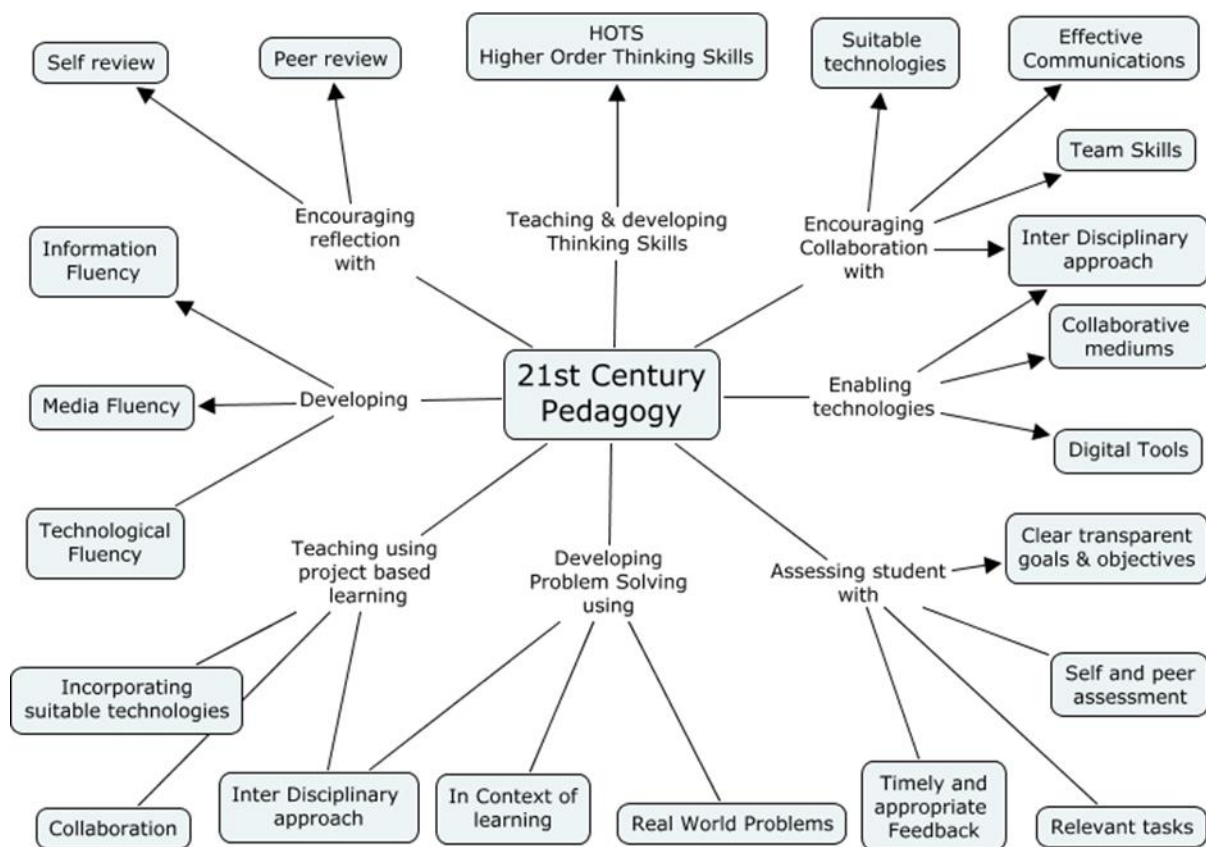 HOTS
Higher Order Thinking Skills
Suitable
technologies
Effective
Communications
Self review
Peer review
Team Skills
Encouraging
reflection
with
Teaching & developing
Thinking Skills
Encouraging
Collaboration
with
Inter Disciplinary
approach
Information
Fluency
Collaborative
mediums
21st Century
Pedagogy
Developing
Media Fluency
Enabling
technologies
Digital Tools
Technological
Fluency
Teaching using
project based
learning
Developing
Problem Solving
using
Assessing student
with
Clear transparent
goals & objectives
Self and peer
assessment
Incorporating
suitable technologies
Collaboration
Inter Disciplinary
approach
In Context of
learning
Real World Problems
Timely and
appropriate
Feedback
Relevant tasks